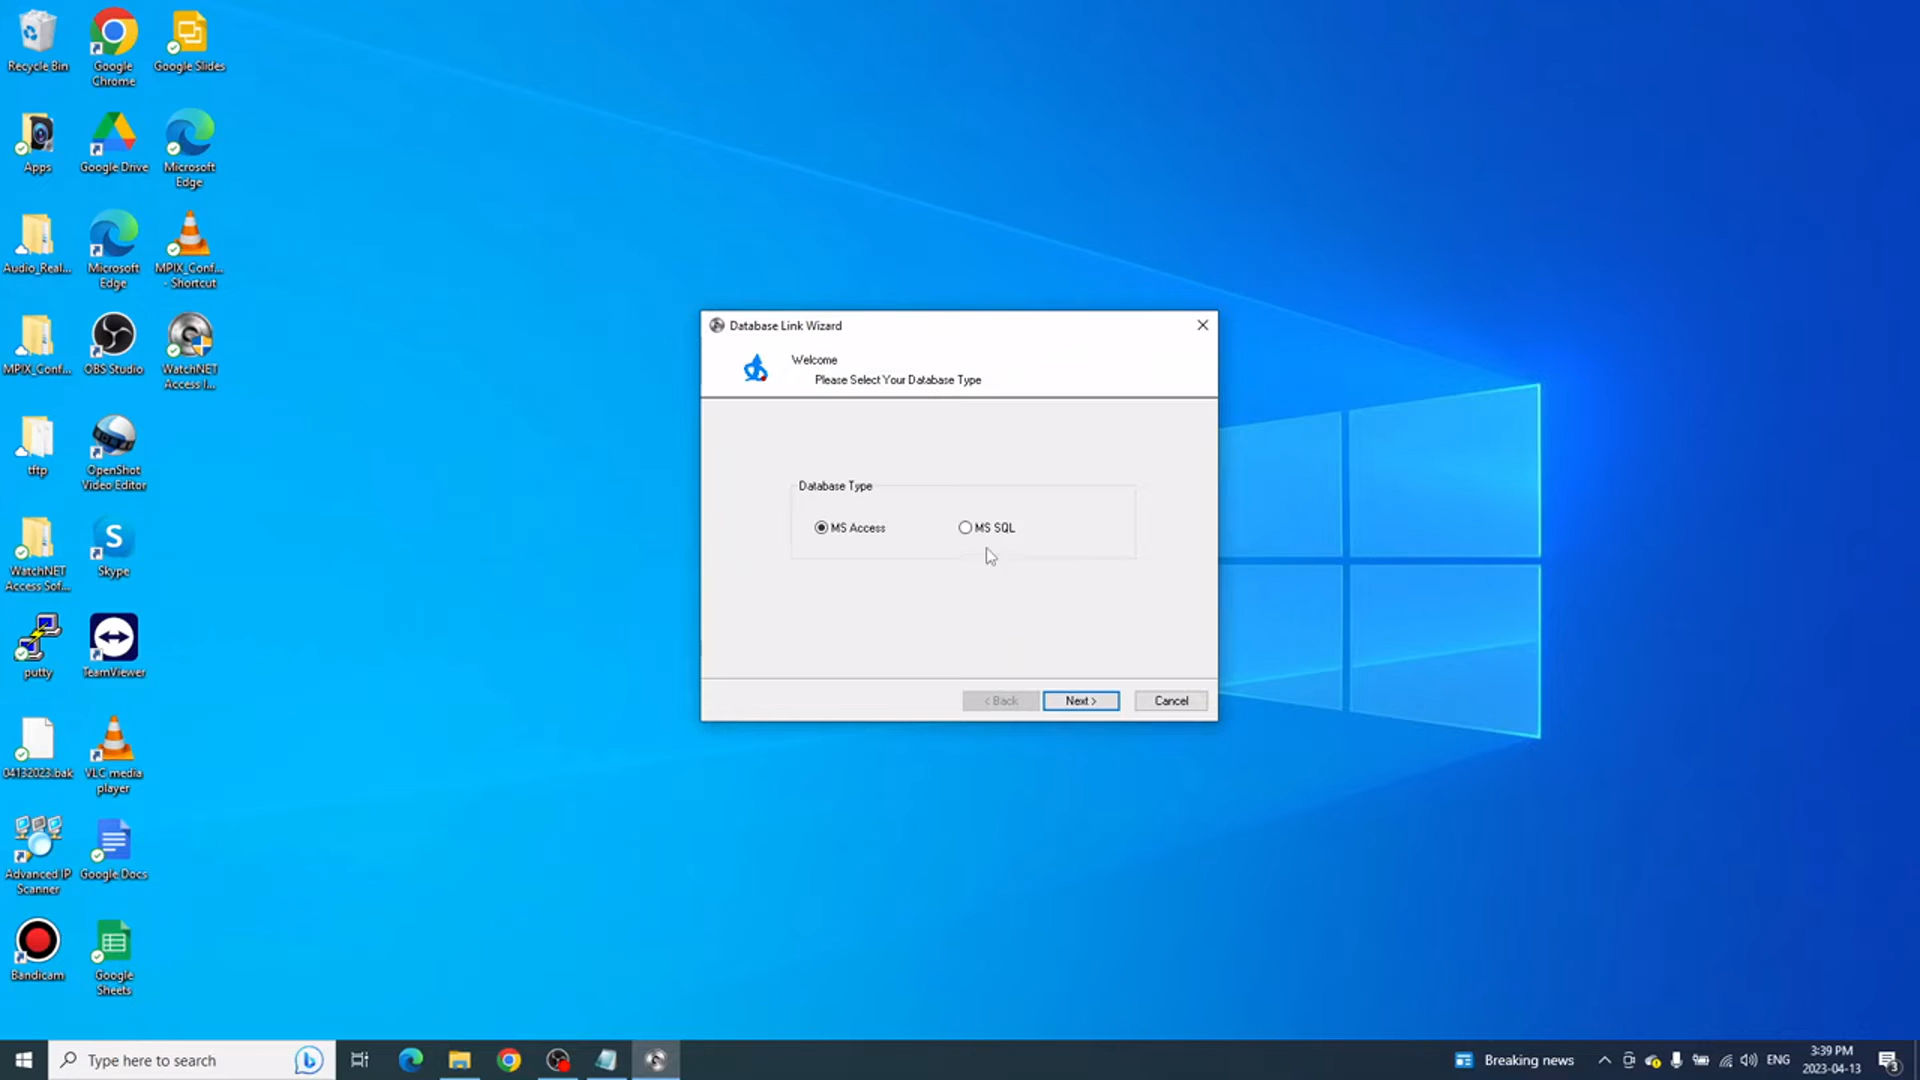 Recycle Bin
Google
Chrome
Google Slides
Apps
Google Drive
Microsoft
Edge
Audio_Real...
Microsoft
Edge
MPIX_Conf...
- Shortcut
MPIX_Conf...
OBS Studio
WatchNET
Access I...
tftp
OpenShot
Video Editor
WatchNET
Access Sof...
Skype
putty
TeamViewer
04132023.bak
VLC media
player
Advanced IP
Scanner
Google Docs
Bandicam
Google
Sheets
Database Link Wizard
Welcome
Please Select Your Database Type
Database Type
MS Access
MS SQL
< Back
Next >
Cancel
Type here to search
Breaking news
ENG
3:39 PM
2023-04-13
3